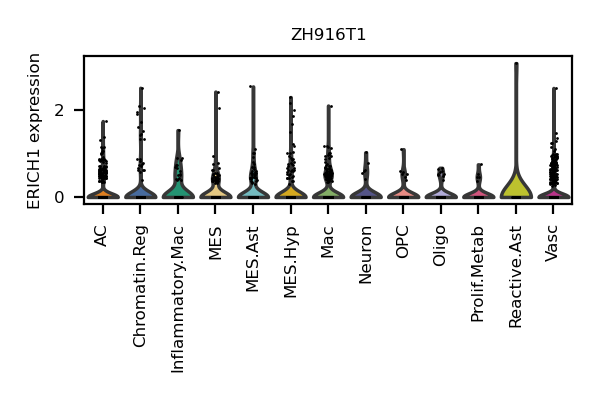 ZH916T1
ERICH1 expression
2
0
AC
Chromatin.Reg
Inflammatory.Mac
MES
MES.Ast
MES.Hyp
Mac
Neuron
OPC
Oligo
Prolif.Metab
Reactive.Ast
Vasc